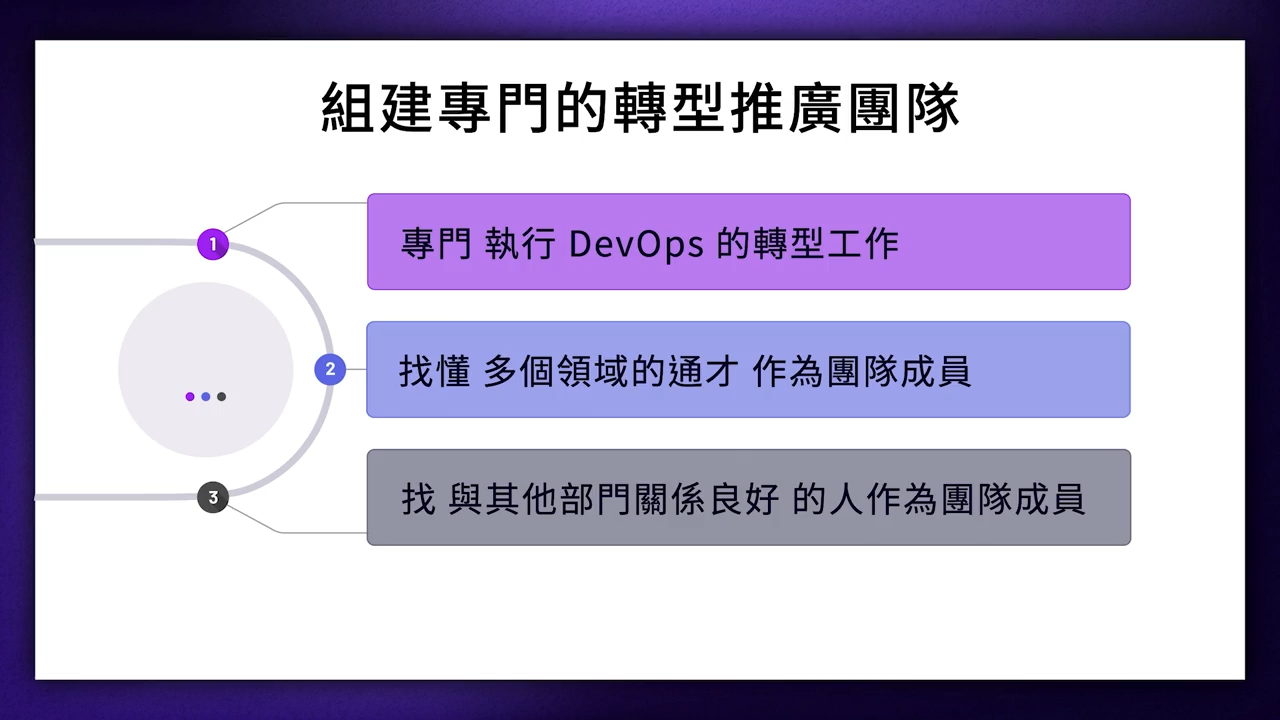 組建專門的轉型推廣團隊
1
專門 執行 DevOps 的轉型工作
2
找懂 多個領域的通才 作為團隊成員
3
找 與其他部門關係良好 的人作為團隊成員